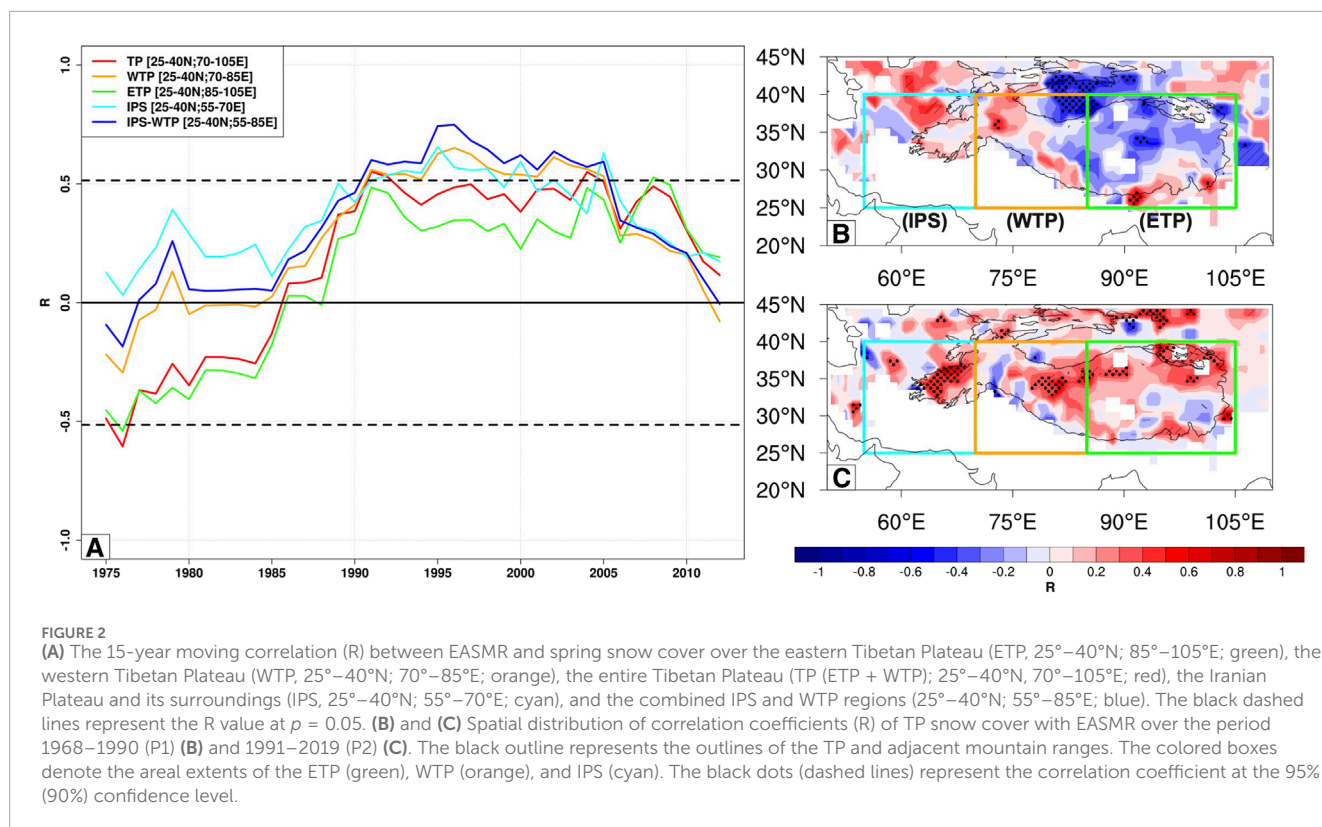 TP [25-40N;70-105E]
WTP [25-40N;70-85E]
ETP [25-40N;85-105E]
IPS [25-40N;55-70E]
IPS-WTP [25-40N;55-85E]
1.0
0.5
0.0
-0.5
-1.0
R
A
1975
1980
1985
1990
1995
2000
2005
2010
45°N
40°N
35°N
30°N
25°N
20°N
(IPS)
(WTP)
(ETP)
B
60°E
75°E
90°E
105°E
45°N
40°N
35°N
30°N
25°N
20°N
C
60°E
75°E
90°E
105°E
-1
-0.8
-0.6
-0.4
-0.2
0
0.2
0.4
0.6
0.8
1
R
FIGURE 2
(A) The 15-year moving correlation (R) between EASMR and spring snow cover over the eastern Tibetan Plateau (ETP, 25°–40°N; 85°–105°E; green), the
western Tibetan Plateau (WTP, 25°–40°N; 70°–85°E; orange), the entire Tibetan Plateau (TP (ETP + WTP); 25°–40°N, 70°–105°E; red), the Iranian
Plateau and its surroundings (IPS, 25°–40°N; 55°–70°E; cyan), and the combined IPS and WTP regions (25°–40°N; 55°–85°E; blue). The black dashed
lines represent the R value at p = 0.05. (B) and (C) Spatial distribution of correlation coefficients (R) of TP snow cover with EASMR over the period
1968–1990 (P1) (B) and 1991–2019 (P2) (C). The black outline represents the outlines of the TP and adjacent mountain ranges. The colored boxes
denote the areal extents of the ETP (green), WTP (orange), and IPS (cyan). The black dots (dashed lines) represent the correlation coefficient at the 95%
(90%) confidence level.